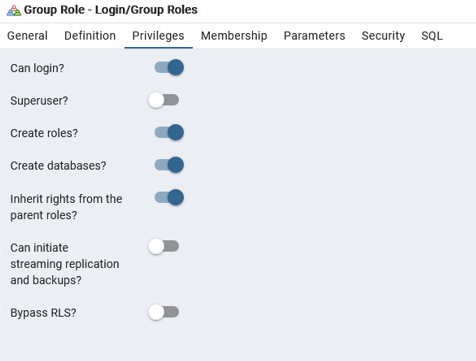 Group Role - Login/Group Roles
General Definition Privileges Membership Parameters Security SQL
Can login?
Superuser?
Create roles?
Create databases?
Inherit rights from the
parent roles?
Can initiate
streaming replication
and backups?
Bypass RLS?